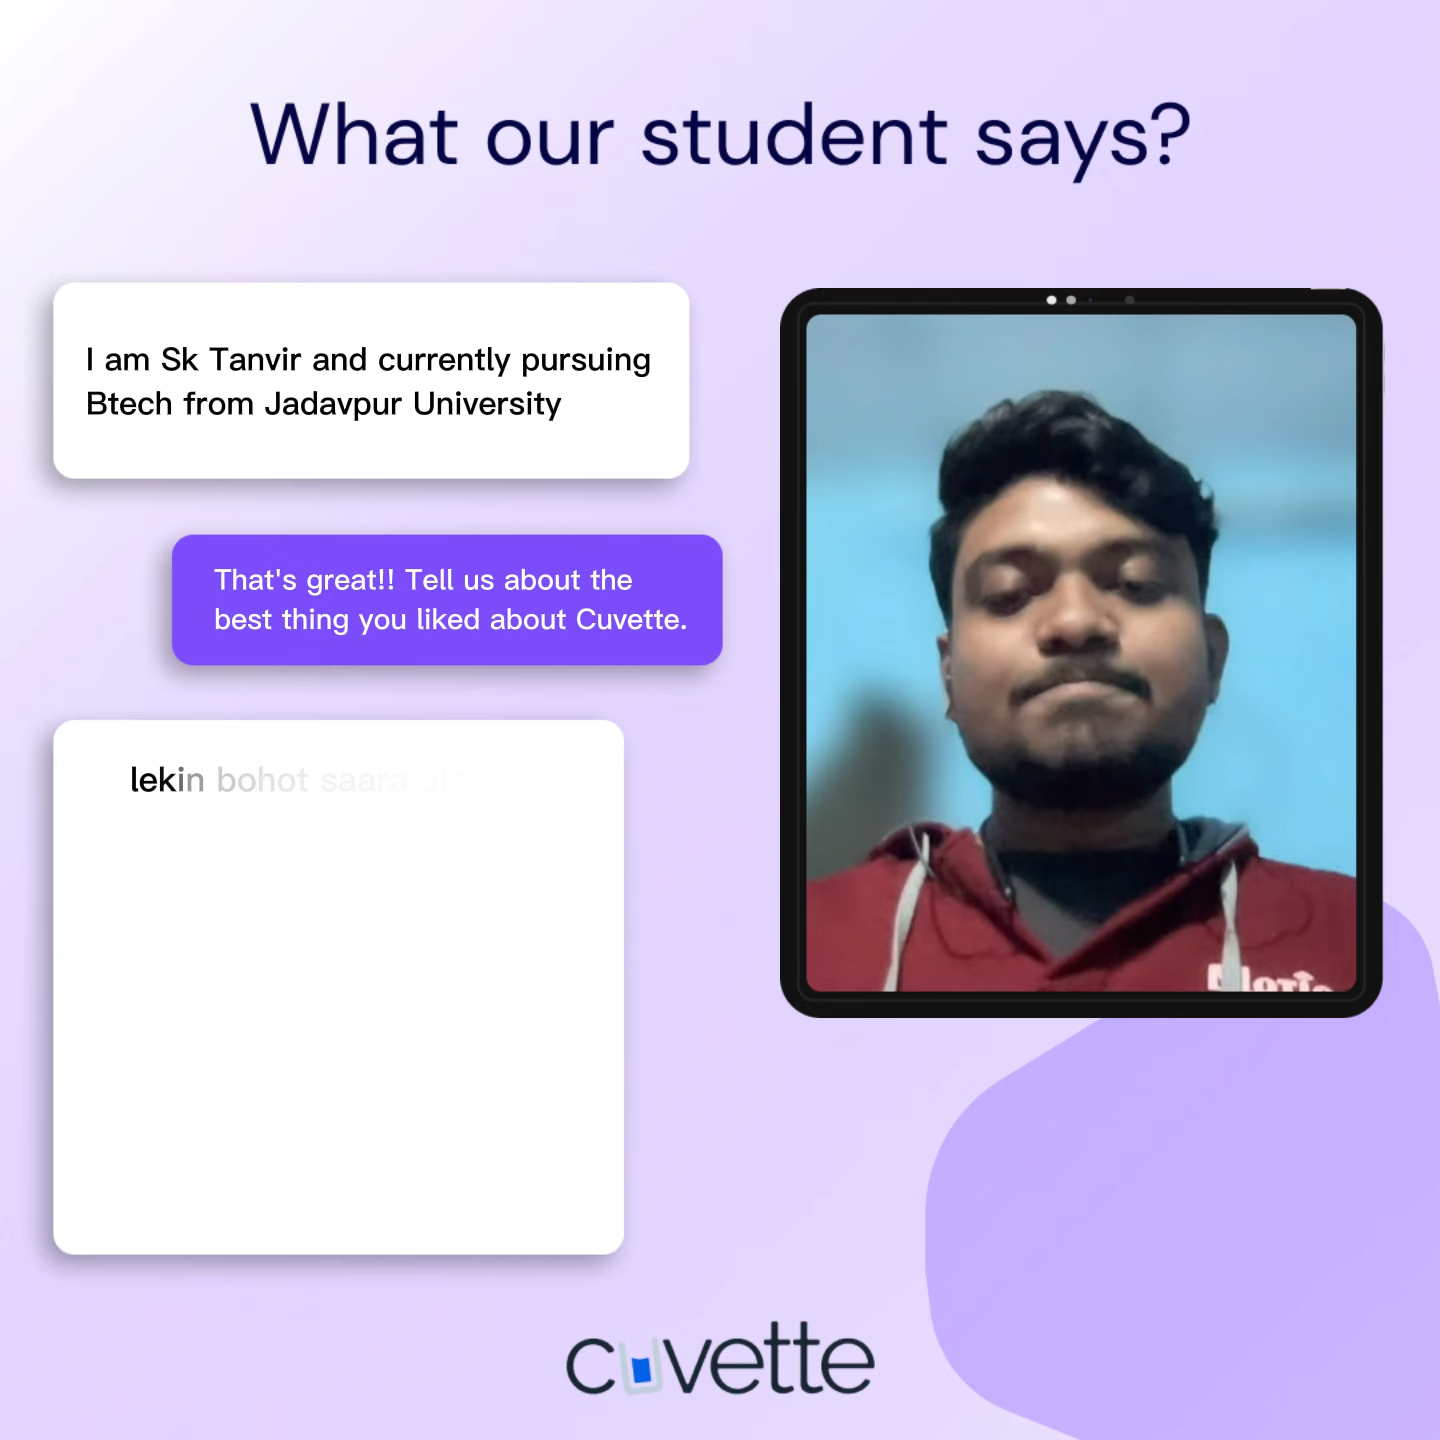 What our student says?
I am Sk Tanvir and currently pursuing
Btech from Jadavpur University
That's great!! Tell us about the
best thing you liked about Cuvette.
lekin bohot saara
cuvette